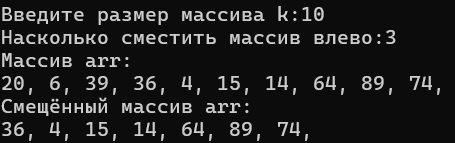 Введите размер массива k:10
Насколько сместить массив влево:3
Массив arr:
20, 6, 39, 36, 4, 15, 14, 64, 89, 74,
Смещённый массив arr:
36, 4, 15, 14, 64, 89, 74,